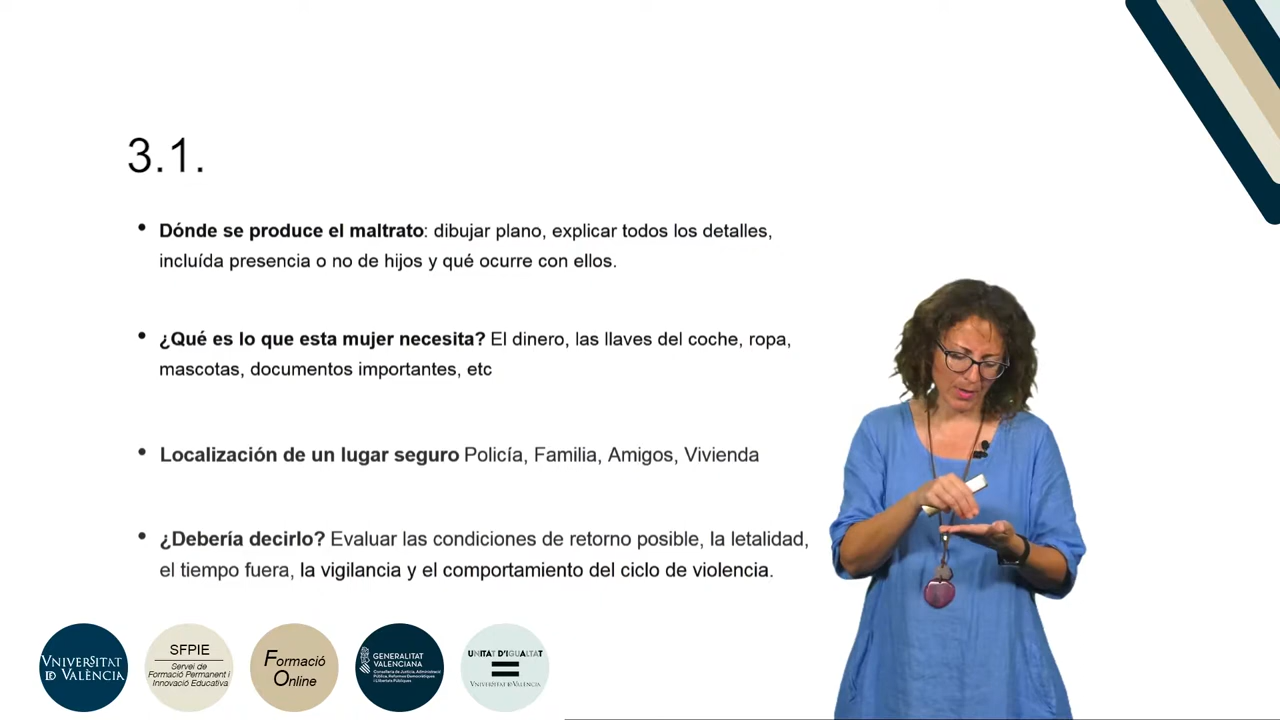 3.1.
• Dónde se produce el maltrato: dibujar plano, explicar todos los detalles,
incluída presencia o no de hijos y qué ocurre con ellos.
• ¿Qué es lo que esta mujer necesita? El dinero, las llaves del coche, ropa,
mascotas, documentos importantes, etc
• Localización de un lugar seguro Policía, Familia, Amigos, Vivienda
• ¿Debería decirlo? Evaluar las condiciones de retorno posible, la letalidad,
el tiempo fuera, la vigilancia y el comportamiento del ciclo de violencia.
VNIVERSITAT
ID VALÈNCIA
SFPIE
Servei de
Formació Permanent i
Innovació Educativa
Formació
Online
GENERALITAT
VALENCIANA
Conselleria de Justícia, Administració
Pública, Reformes Democràtiques
i Llibertats Públiques
UNITAT D'IGUALTAT
VNIVERSITAT ID VALÈNCIA